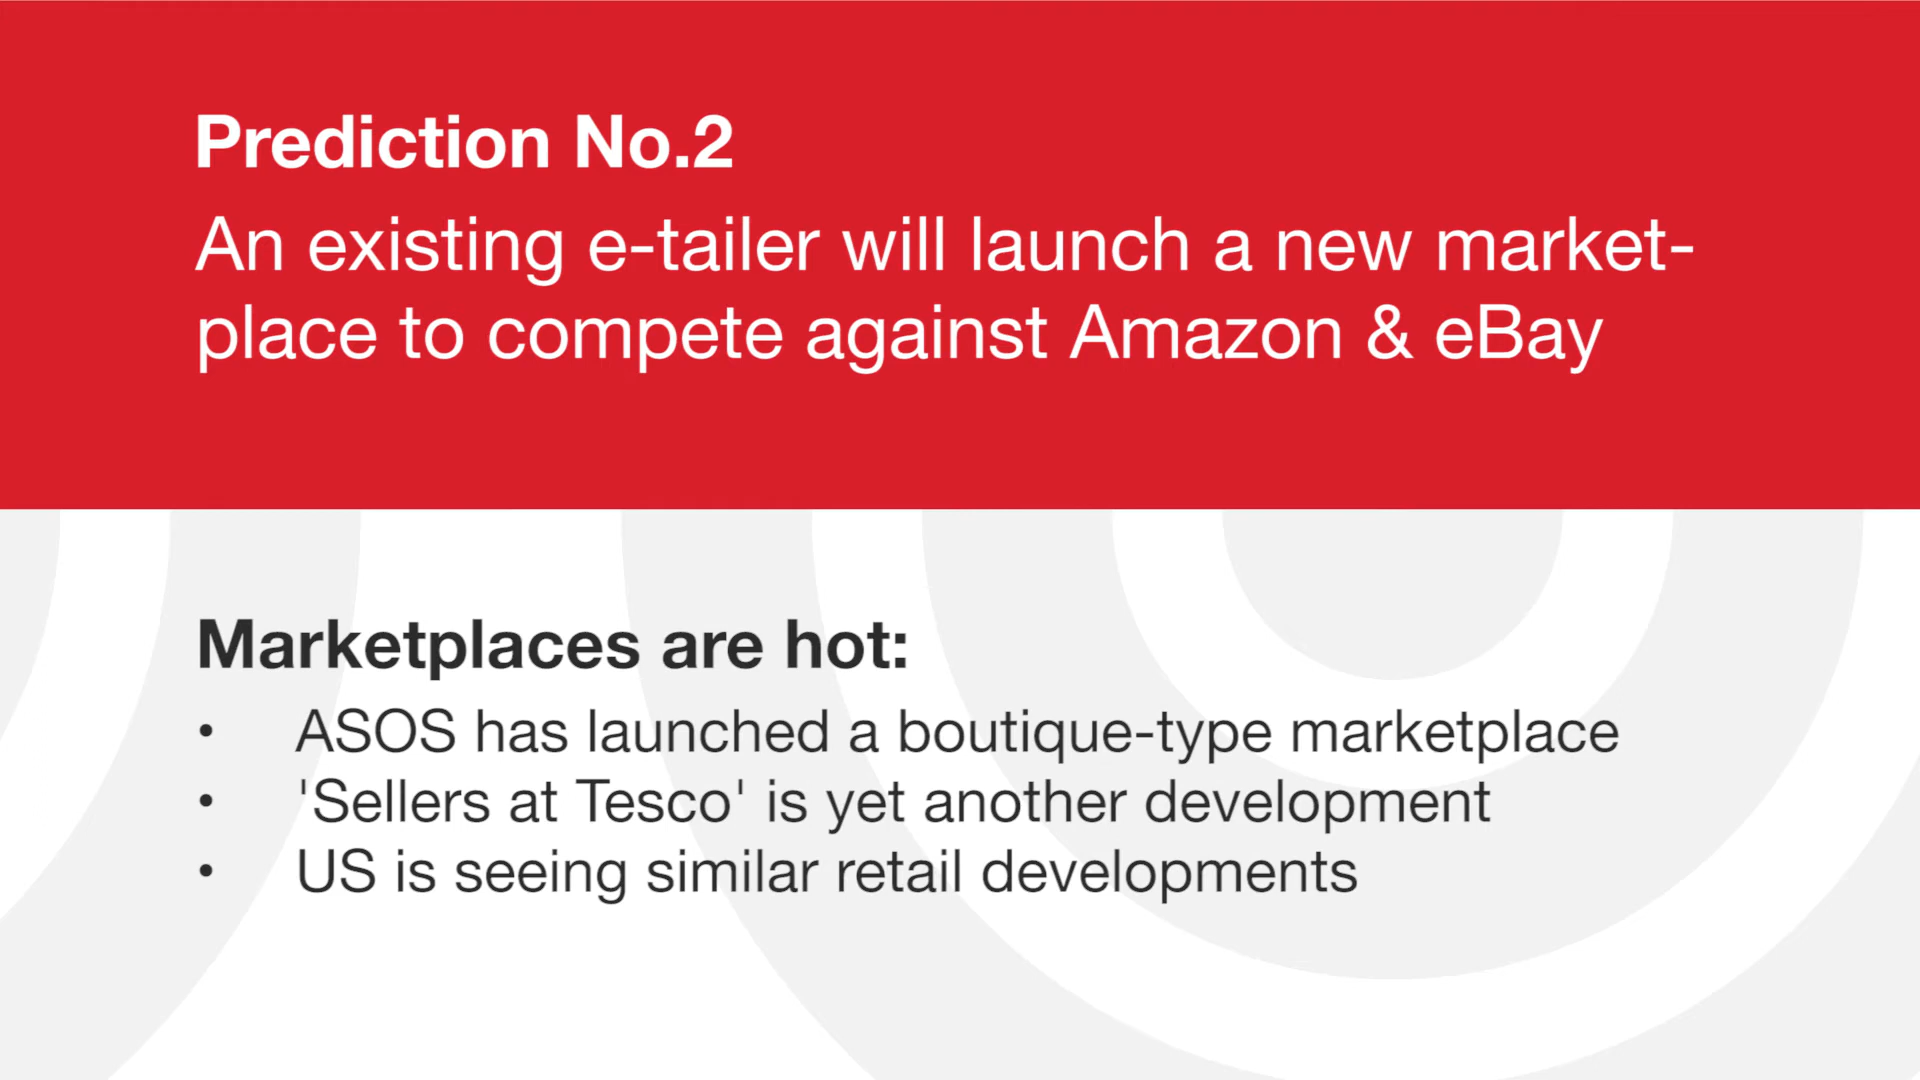 Prediction No.2
An existing e-tailer will launch a new market-
place to compete against Amazon & eBay
Marketplaces are hot:
• ASOS has launched a boutique-type marketplace
• 'Sellers at Tesco' is yet another development
• US is seeing similar retail developments